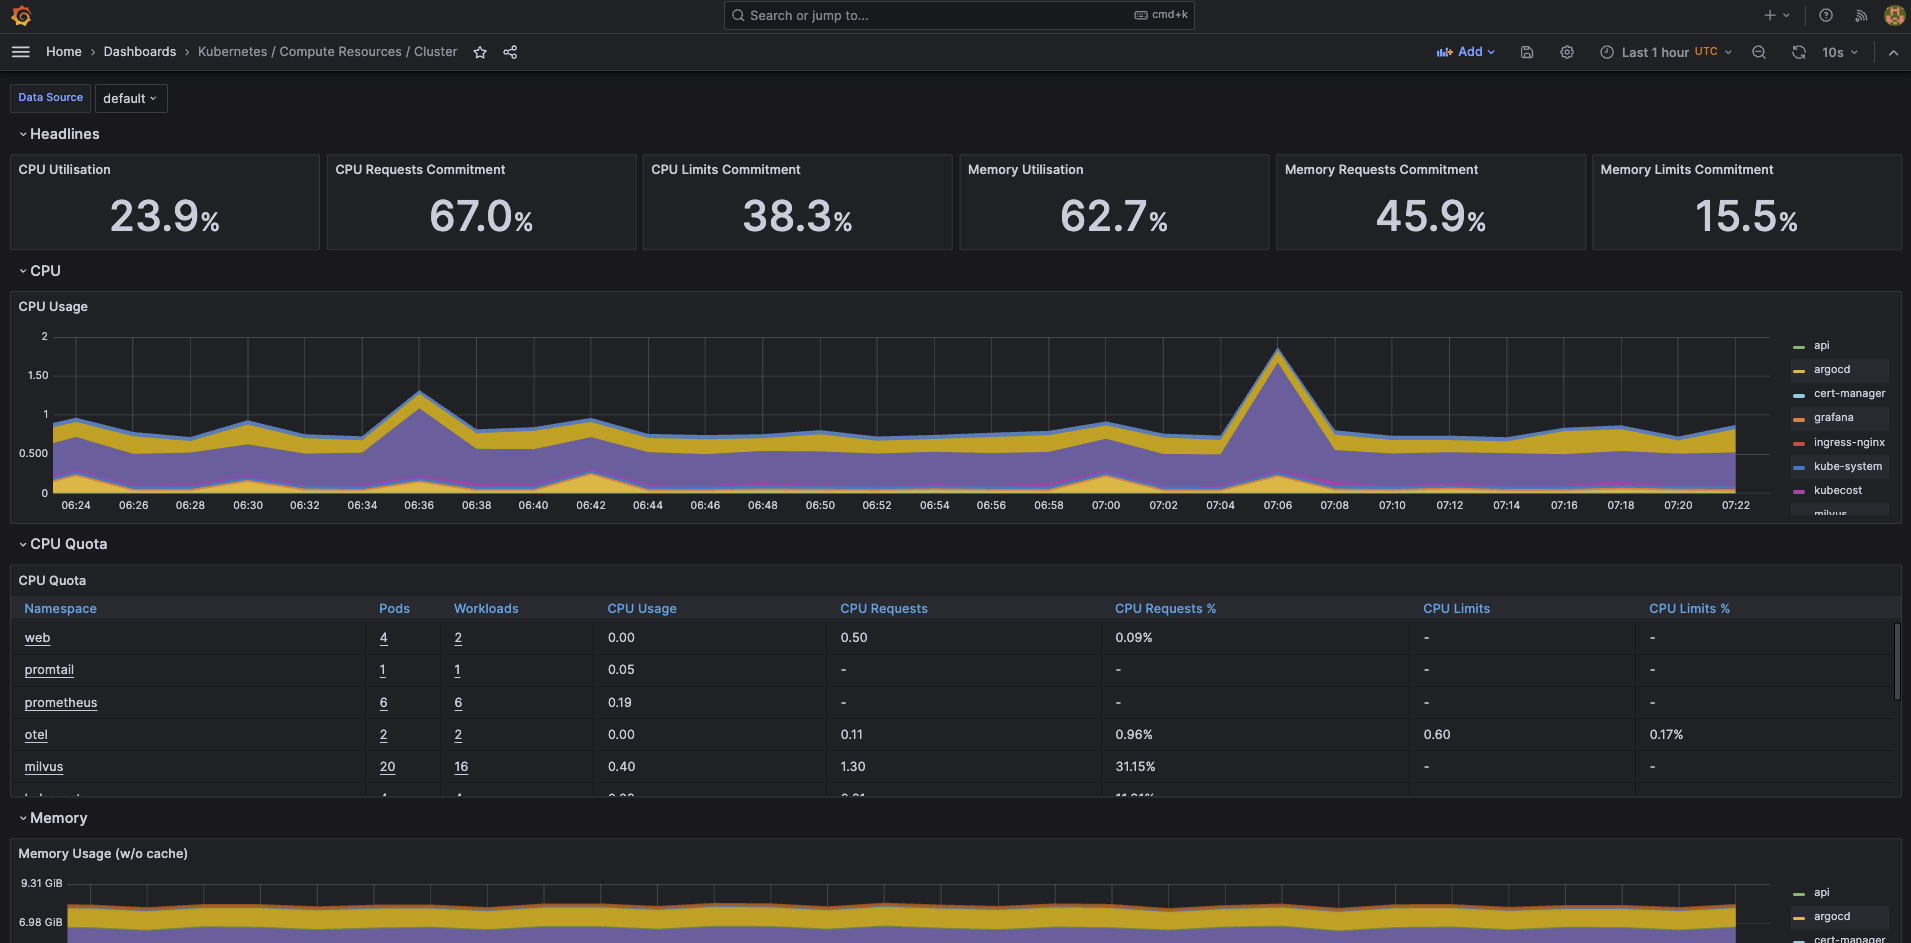 Search or jump to...
cmd+k
Home › Dashboards › Kubernetes / Compute Resources / Cluster
Add
Last 1 hour UTC
10s
Data Source
default
Headlines
CPU Utilisation
23.9%
CPU Requests Commitment
67.0%
CPU Limits Commitment
38.3%
Memory Utilisation
62.7%
Memory Requests Commitment
45.9%
Memory Limits Commitment
15.5%
CPU
CPU Usage
2
1.50
1
0.500
0
06:24 06:26 06:28 06:30 06:32 06:34 06:36 06:38 06:40 06:42 06:44 06:46 06:48 06:50 06:52 06:54 06:56 06:58 07:00 07:02 07:04 07:06 07:08 07:10 07:12 07:14 07:16 07:18 07:20 07:22
api
argocd
cert-manager
grafana
ingress-nginx
kube-system
kubecost
milvus
CPU Quota
CPU Quota
Namespace Pods Workloads CPU Usage CPU Requests CPU Requests % CPU Limits CPU Limits %
web 4 2 0.00 0.50 0.09% - -
promtail 1 1 0.05 - - - -
prometheus 6 6 0.19 - - - -
otel 2 2 0.00 0.11 0.96% 0.60 0.17%
milvus 20 16 0.40 1.30 31.15% - -
Memory
Memory Usage (w/o cache)
9.31 GiB
6.98 GiB
api
argocd
cert-manager